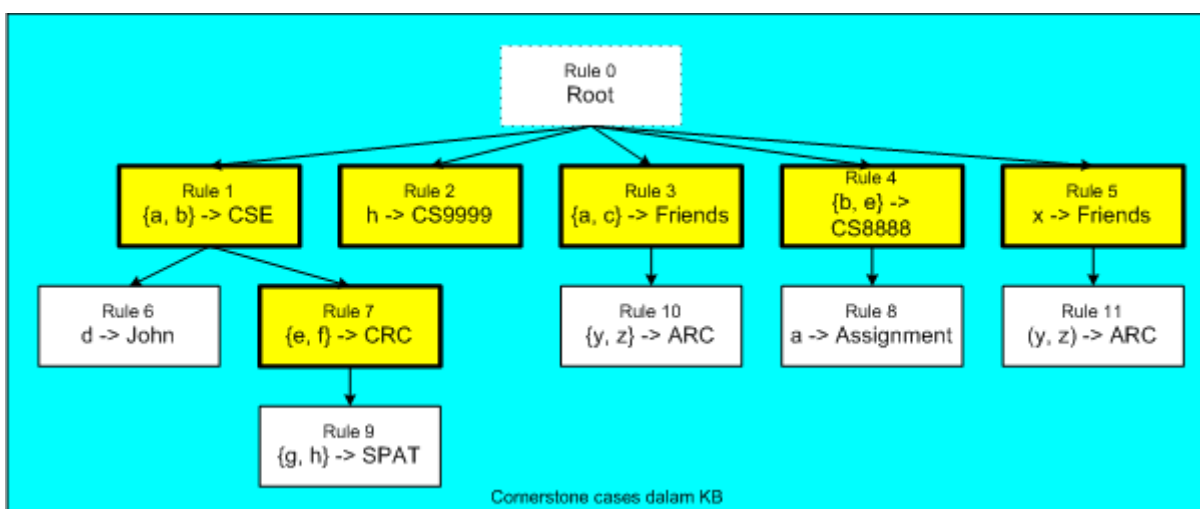 Rule 0
Root
Rule 1
{a, b} -> CSE
Rule 2
h -> CS9999
Rule 3
{a, c} -> Friends
Rule 4
{b, e} ->
CS8888
Rule 5
x -> Friends
Rule 6
d -> John
Rule 7
{e, f} -> CRC
Rule 10
{y, z} -> ARC
Rule 8
a -> Assignment
Rule 11
(y, z) -> ARC
Rule 9
{g, h} -> SPAT
Cornerstone cases dalam KB